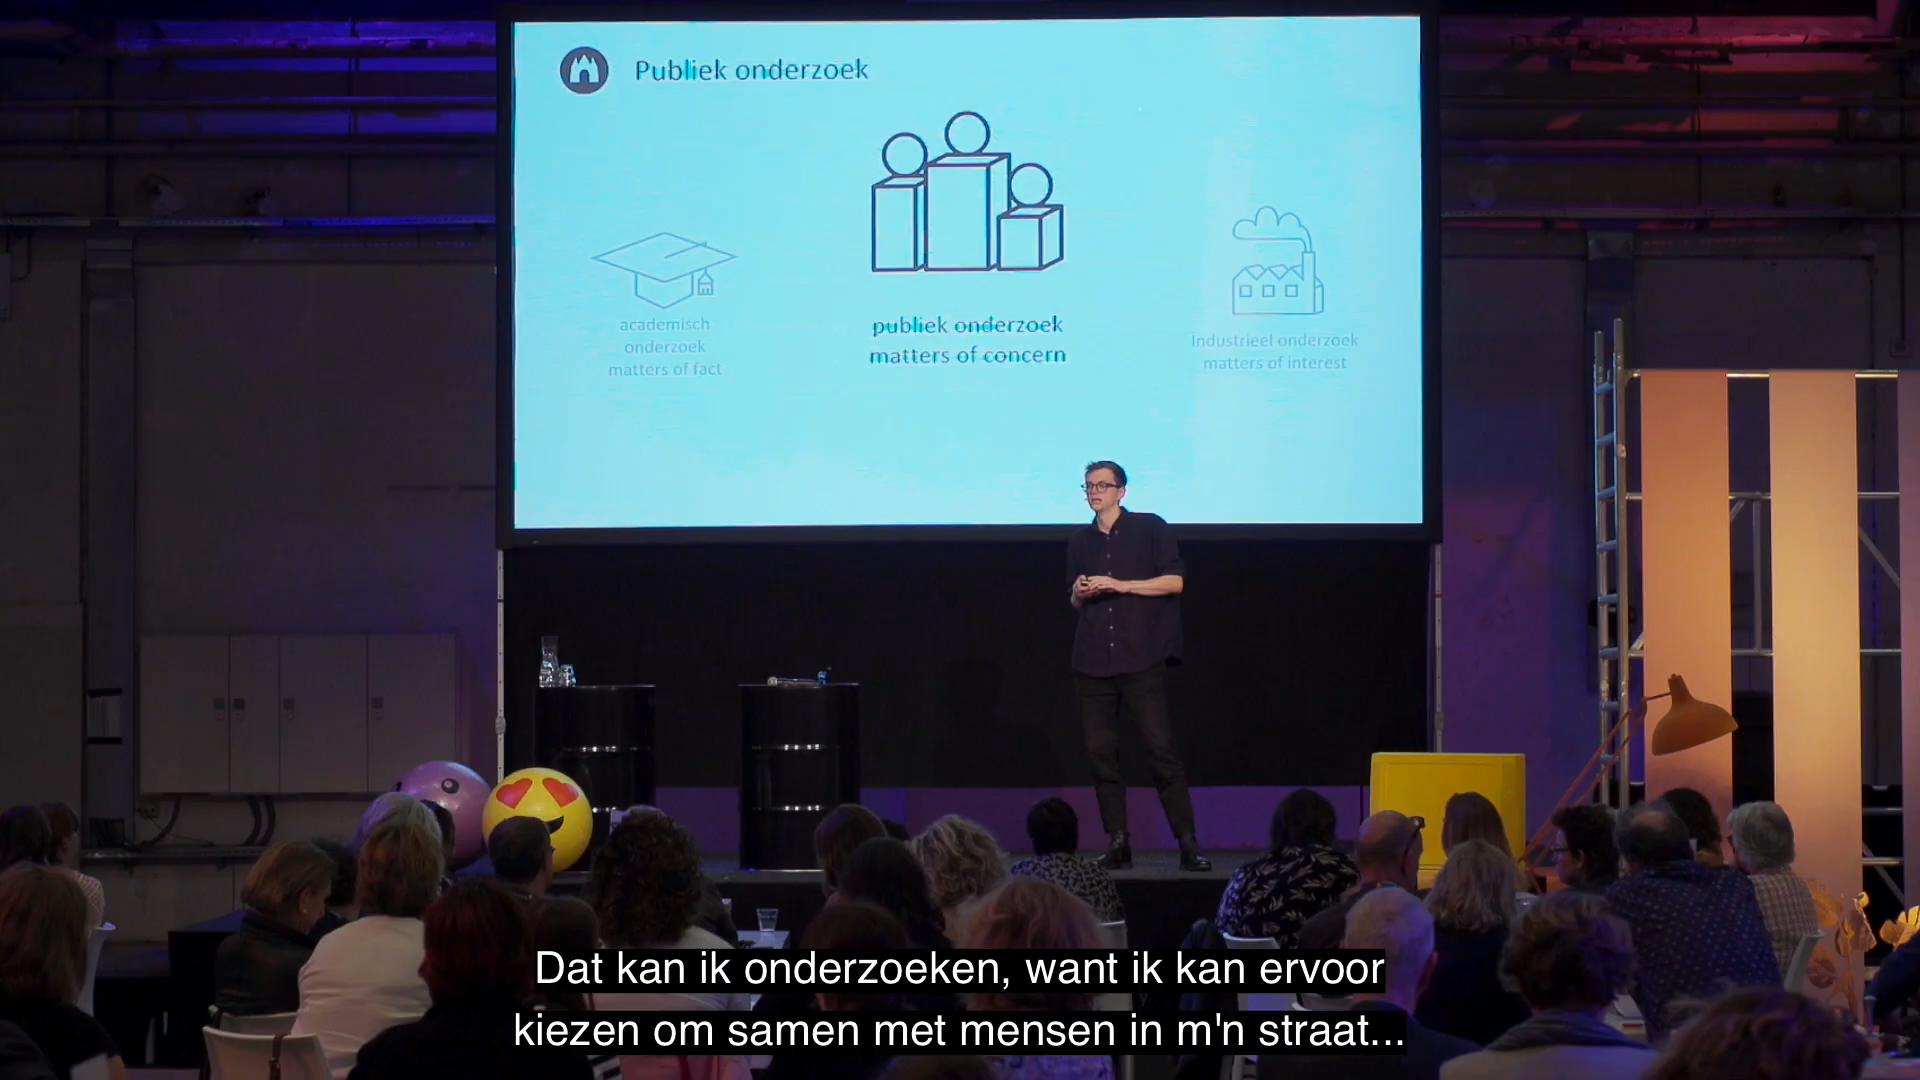 Publiek onderzoek
academisch
onderzoek
matters of fact
publiek onderzoek
matters of concern
Industrieel onderzoek
matters of interest
Dat kan ik onderzoeken, want ik kan ervoor
kiezen om samen met mensen in m'n straat...